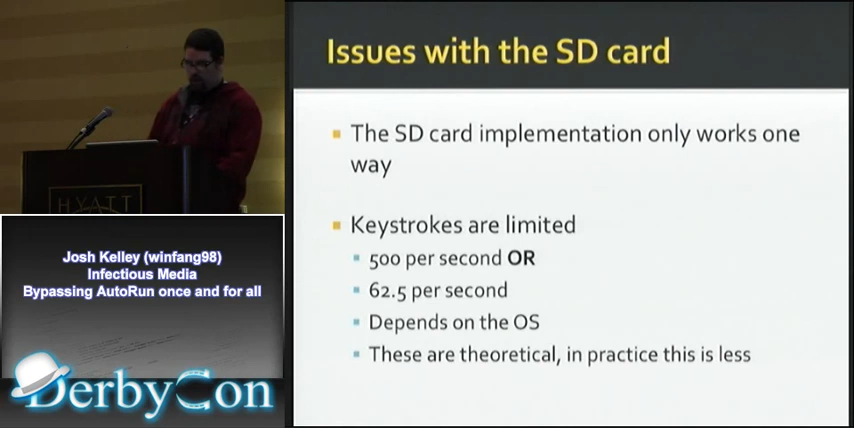 Issues with the SD card
The SD card implementation only works one
way
Keystrokes are limited
500 per second OR
62.5 per second
Depends on the OS
These are theoretical, in practice this is less
HYATT
Josh Kelley (winfang98)
Infectious Media
Bypassing AutoRun once and for all
DerbyCon